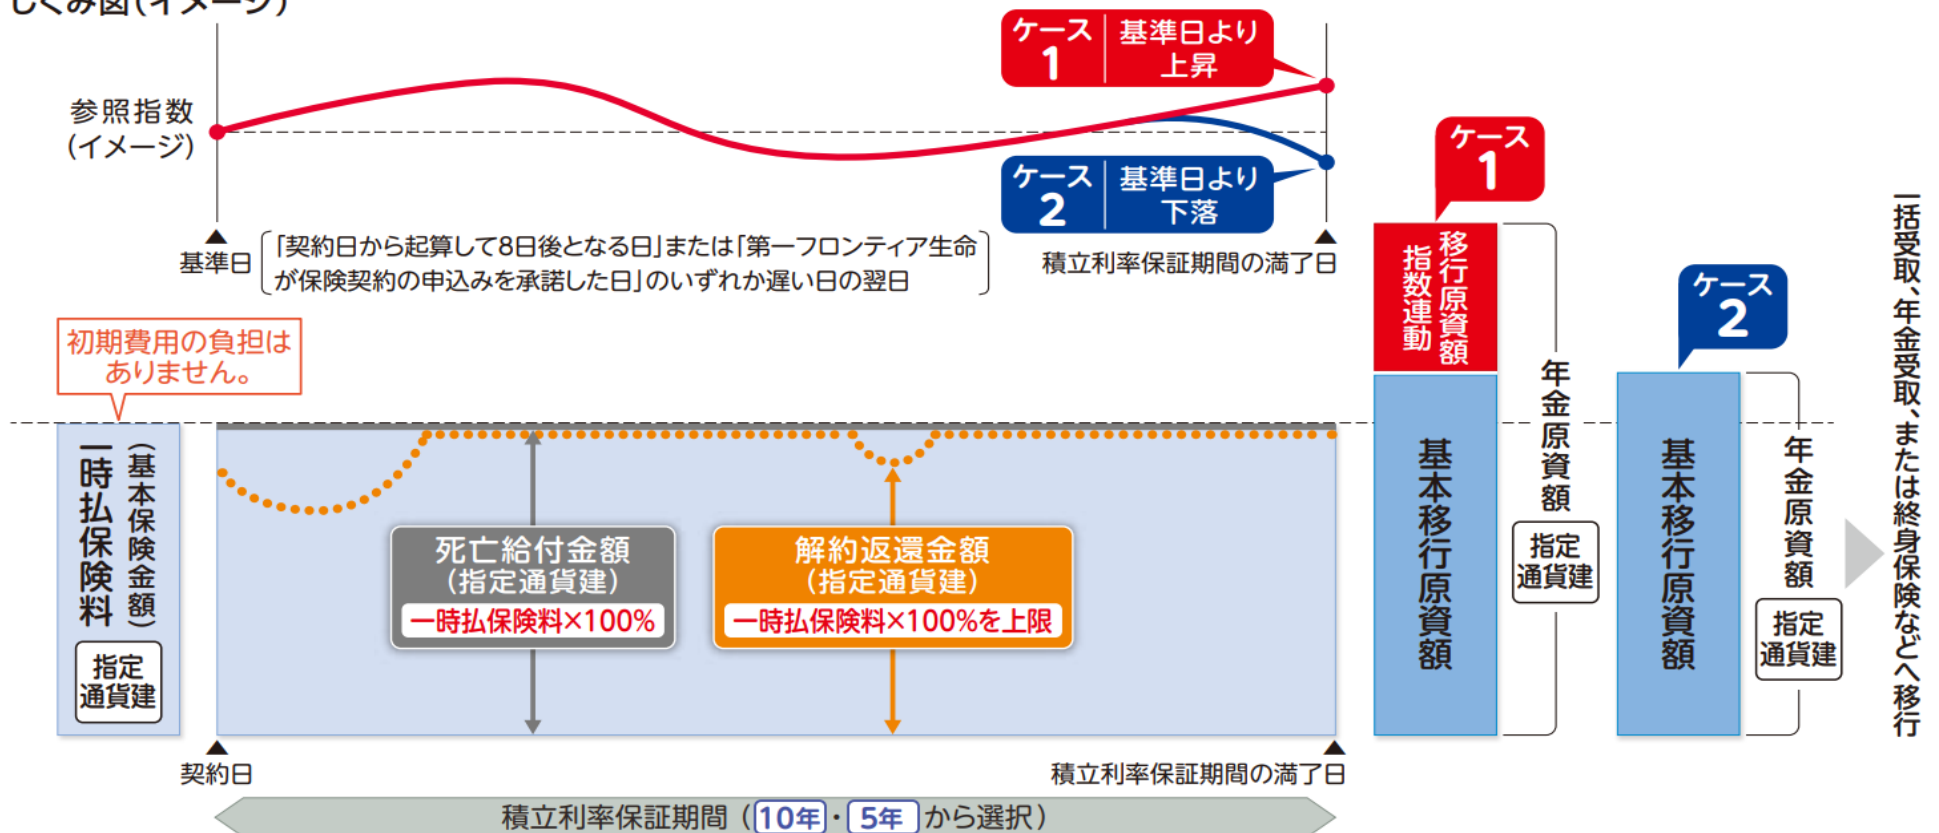 しくみ図(イメージ)
ケース1 基準日より上昇
参照指数
(イメージ)
ケース2 基準日より下落
基準日
「契約日から起算して8日後となる日」または「第一フロンティア生命
が保険契約の申込みを承諾した日」のいずれか遅い日の翌日
積立利率保証期間の満了日
初期費用の負担は
ありません。
一時払保険料
(基本保険金額)
指定
通貨建
死亡給付金額
(指定通貨建)
一時払保険料×100%
解約返還金額
(指定通貨建)
一時払保険料×100%を上限
契約日
積立利率保証期間の満了日
積立利率保証期間(10年・5年から選択)
ケース
1
指数連動
移行原資額
基本移行原資額
年金原資額
指定
通貨建
ケース
2
基本移行原資額
年金原資額
指定
通貨建
一括受取、年金受取、または終身保険などへ移行